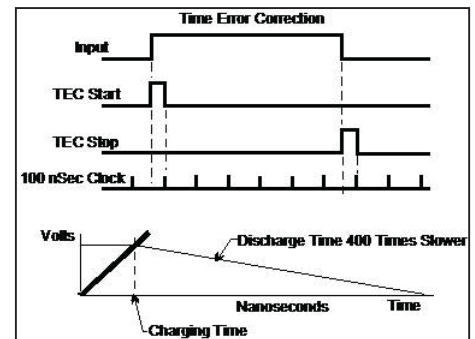 Time Error Correction
Input
TEC Start
TEC Stop
100 nSec Clock
Volts
Discharge Time 400 Times Slower
Nanoseconds
Time
Charging Time